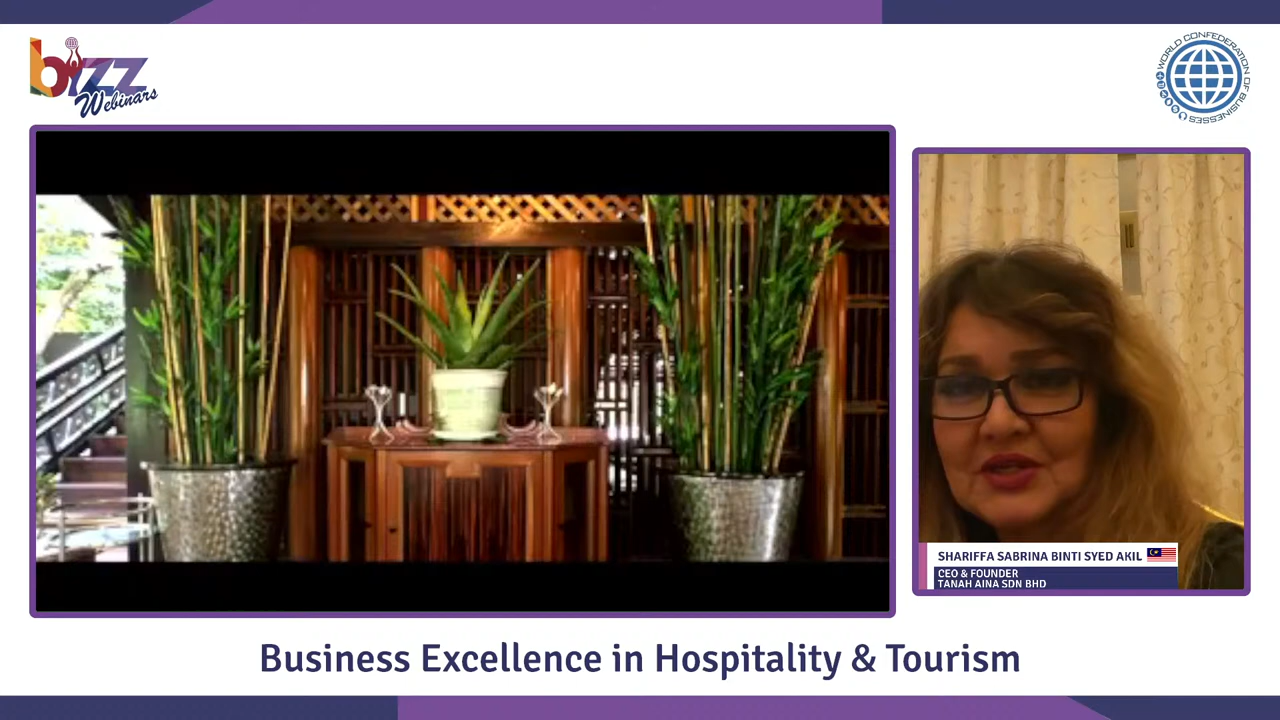 bizz
Webinars
WORLD CONFEDERATION OF BUSINESSES
SHARIFFA SABRINA BINTI SYED AKIL
CEO & FOUNDER
TANAH AINA SDN BHD
Business Excellence in Hospitality & Tourism